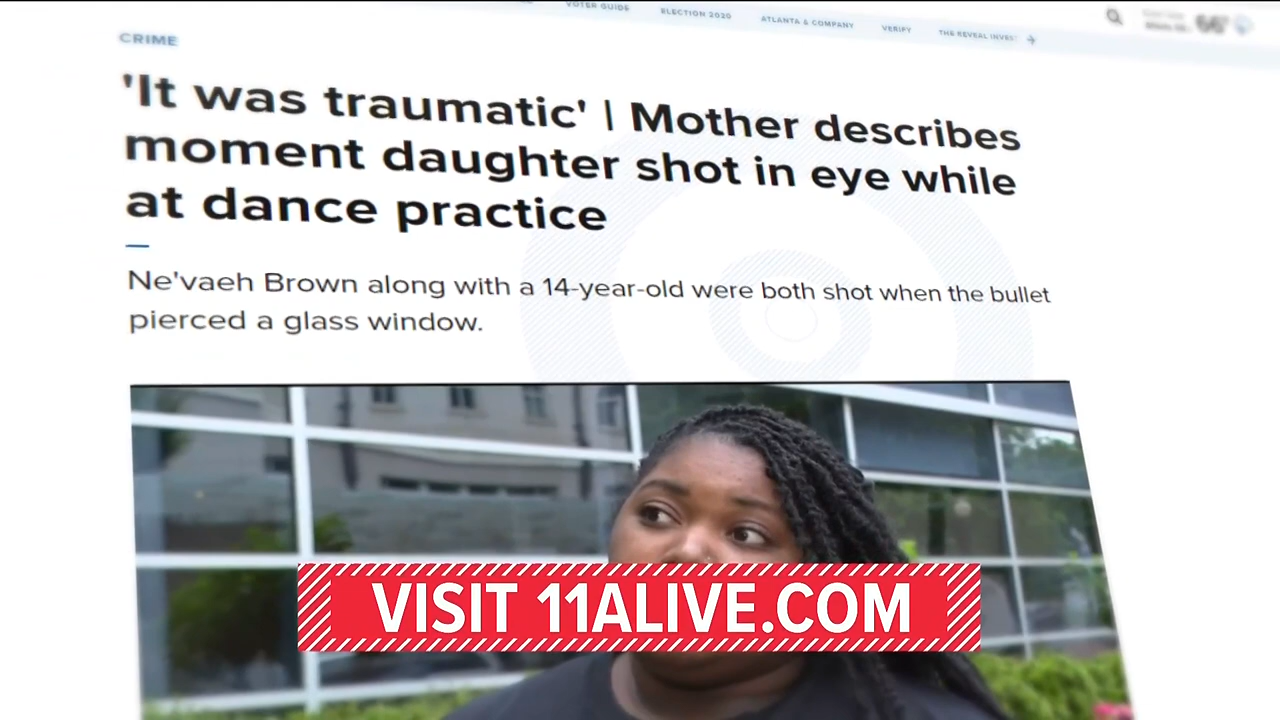 VOTER GUIDE
ELECTION 2020
ATLANTA & COMPANY
VERIFY
66°
CRIME
'It was traumatic' | Mother describes
moment daughter shot in eye while
at dance practice
Ne'vaeh Brown along with a 14-year-old were both shot when the bullet
pierced a glass window.
VISIT 11ALIVE.COM